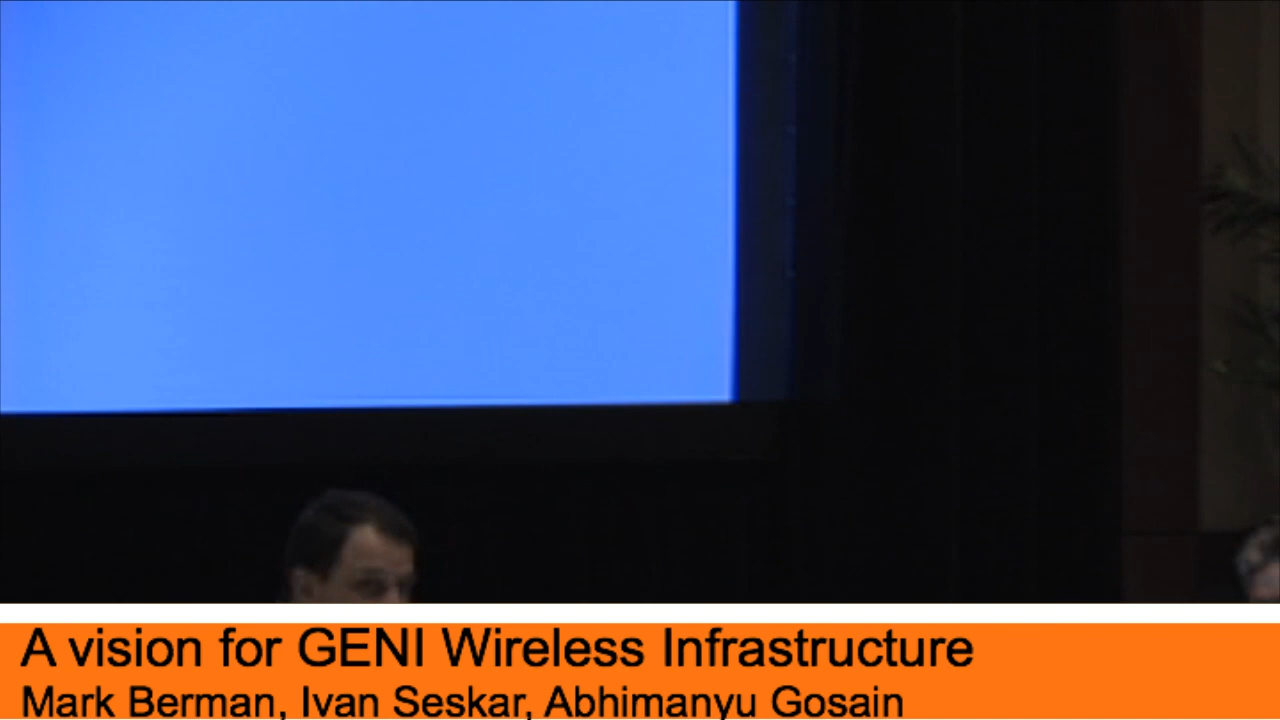 A vision for GENI Wireless Infrastructure
Mark Berman, Ivan Seskar, Abhimanyu Gosain